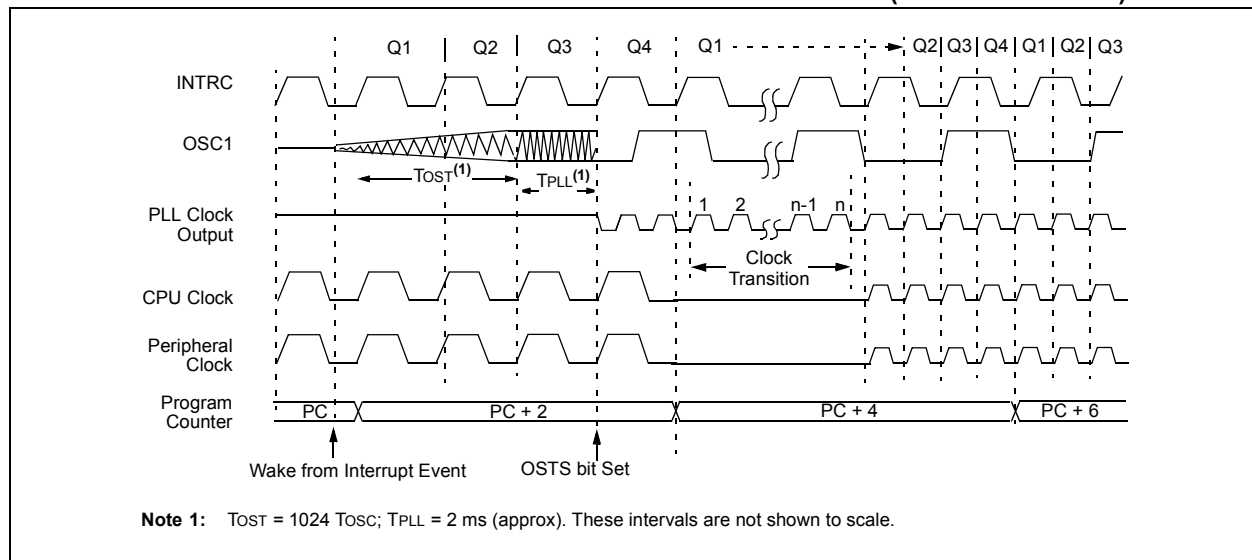 Q1 Q2 Q3 Q4 Q1 Q2 Q3 Q4 Q1 Q2 Q3
INTRC
OSC1
TOST(1) TPLL(1)
1 2 n-1 n
PLL Clock
Output
Clock
Transition
CPU Clock
Peripheral
Clock
Program
Counter
PC PC + 2 PC + 4 PC + 6
Wake from Interrupt Event OSTS bit Set
Note 1: TOST = 1024 TOSC; TPLL = 2 ms (approx). These intervals are not shown to scale.